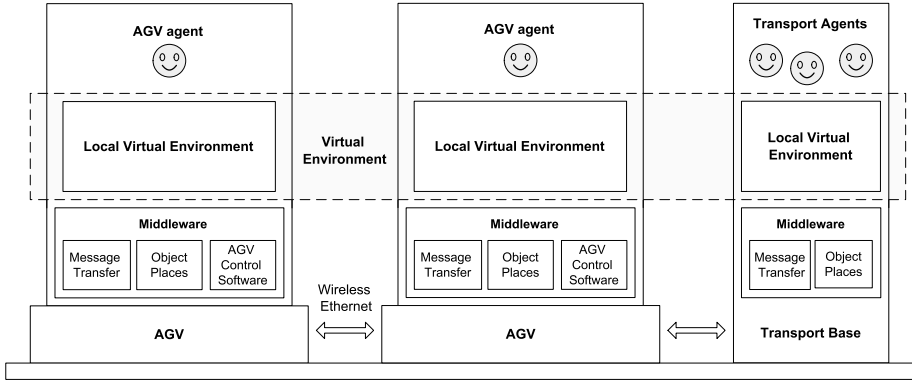 AGV agent
AGV agent
Transport Agents
Local Virtual Environment
Virtual
Environment
Local Virtual Environment
Local Virtual
Environment
Middleware
Message
Transfer
Object
Places
AGV
Control
Software
Middleware
Message
Transfer
Object
Places
AGV
Control
Software
Middleware
Message
Transfer
Object
Places
Wireless
Ethernet
AGV
AGV
Transport Base